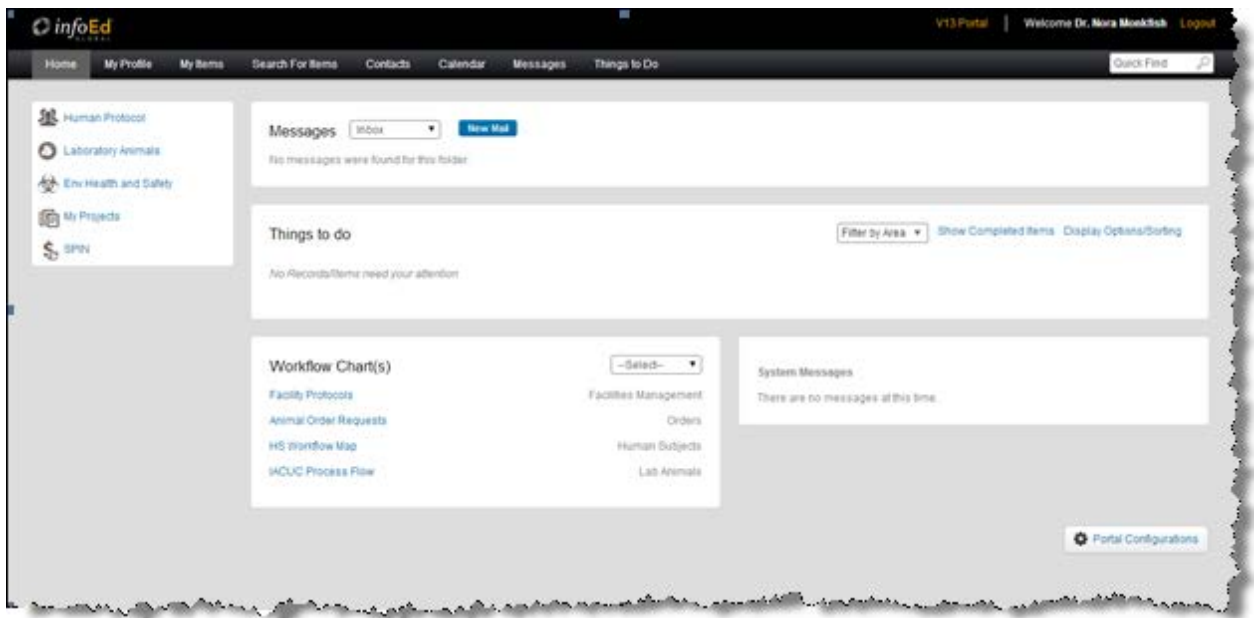 infoEd
GLOBAL
V13 Portal | Welcome Dr. Nora Monkfish Logout
Home My Profile My Items Search For Items Contacts Calendar Messages Things to Do Quick Find
Human Protocol
Laboratory Animals
Env Health and Safety
My Projects
SPIN
Messages Inbox New Mail
No messages were found for this folder
Things to do Filter by Area Show Completed Items Display Options/Sorting
No Records/Items need your attention
Workflow Chart(s) --Select--
Facility Protocols Facilities Management
Animal Order Requests Orders
HS Workflow Map Human Subjects
IACUC Process Flow Lab Animals
System Messages
There are no messages at this time.
Portal Configurations